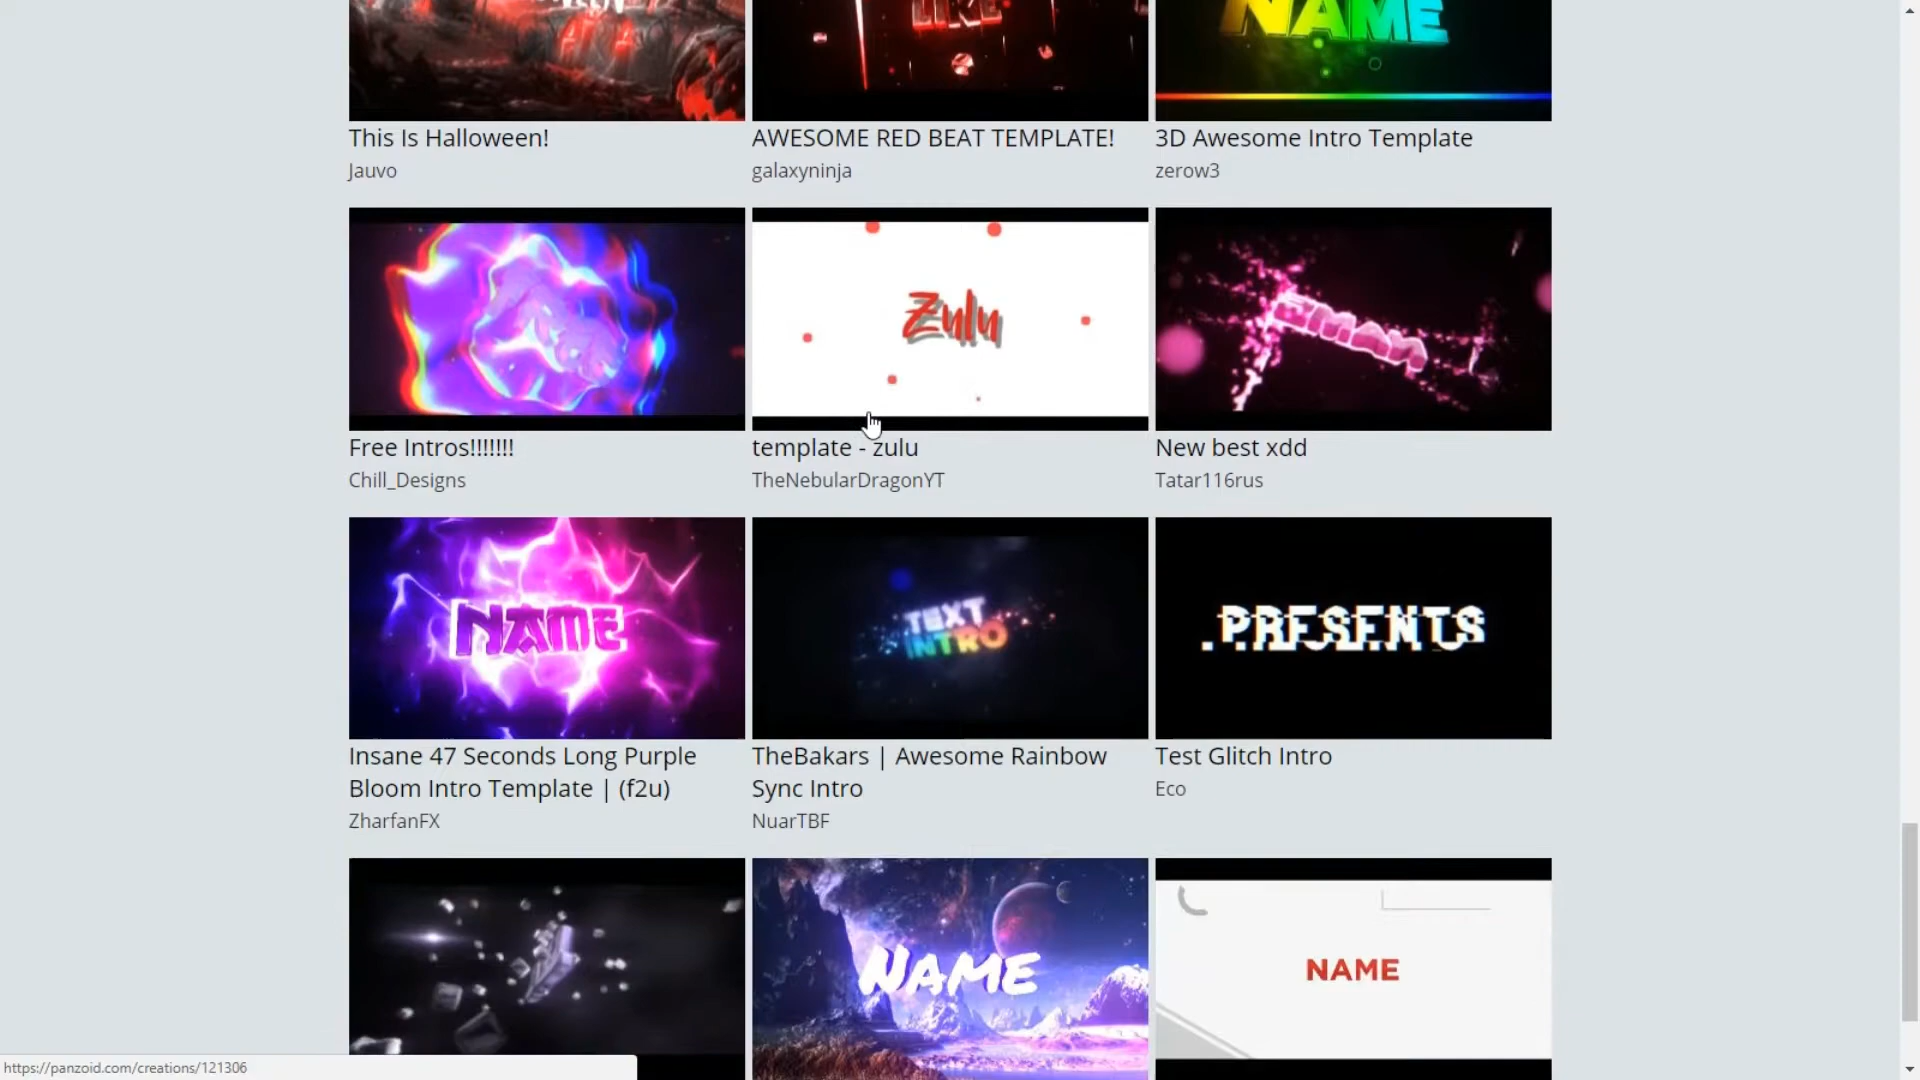 LIKE
NAME
This Is Halloween!
AWESOME RED BEAT TEMPLATE!
3D Awesome Intro Template
Jauvo
galaxyninja
zerow3
Zulu
Free Intros!!!!!!!
template - zulu
New best xdd
Chill_Designs
TheNebularDragonYT
Tatar116rus
NAME
TEXT
INTRO
PRESENTS
Insane 47 Seconds Long Purple
Bloom Intro Template | (f2u)
TheBakars | Awesome Rainbow
Sync Intro
Test Glitch Intro
ZharfanFX
NuarTBF
Eco
NAME
NAME
https://panzoid.com/creations/121306